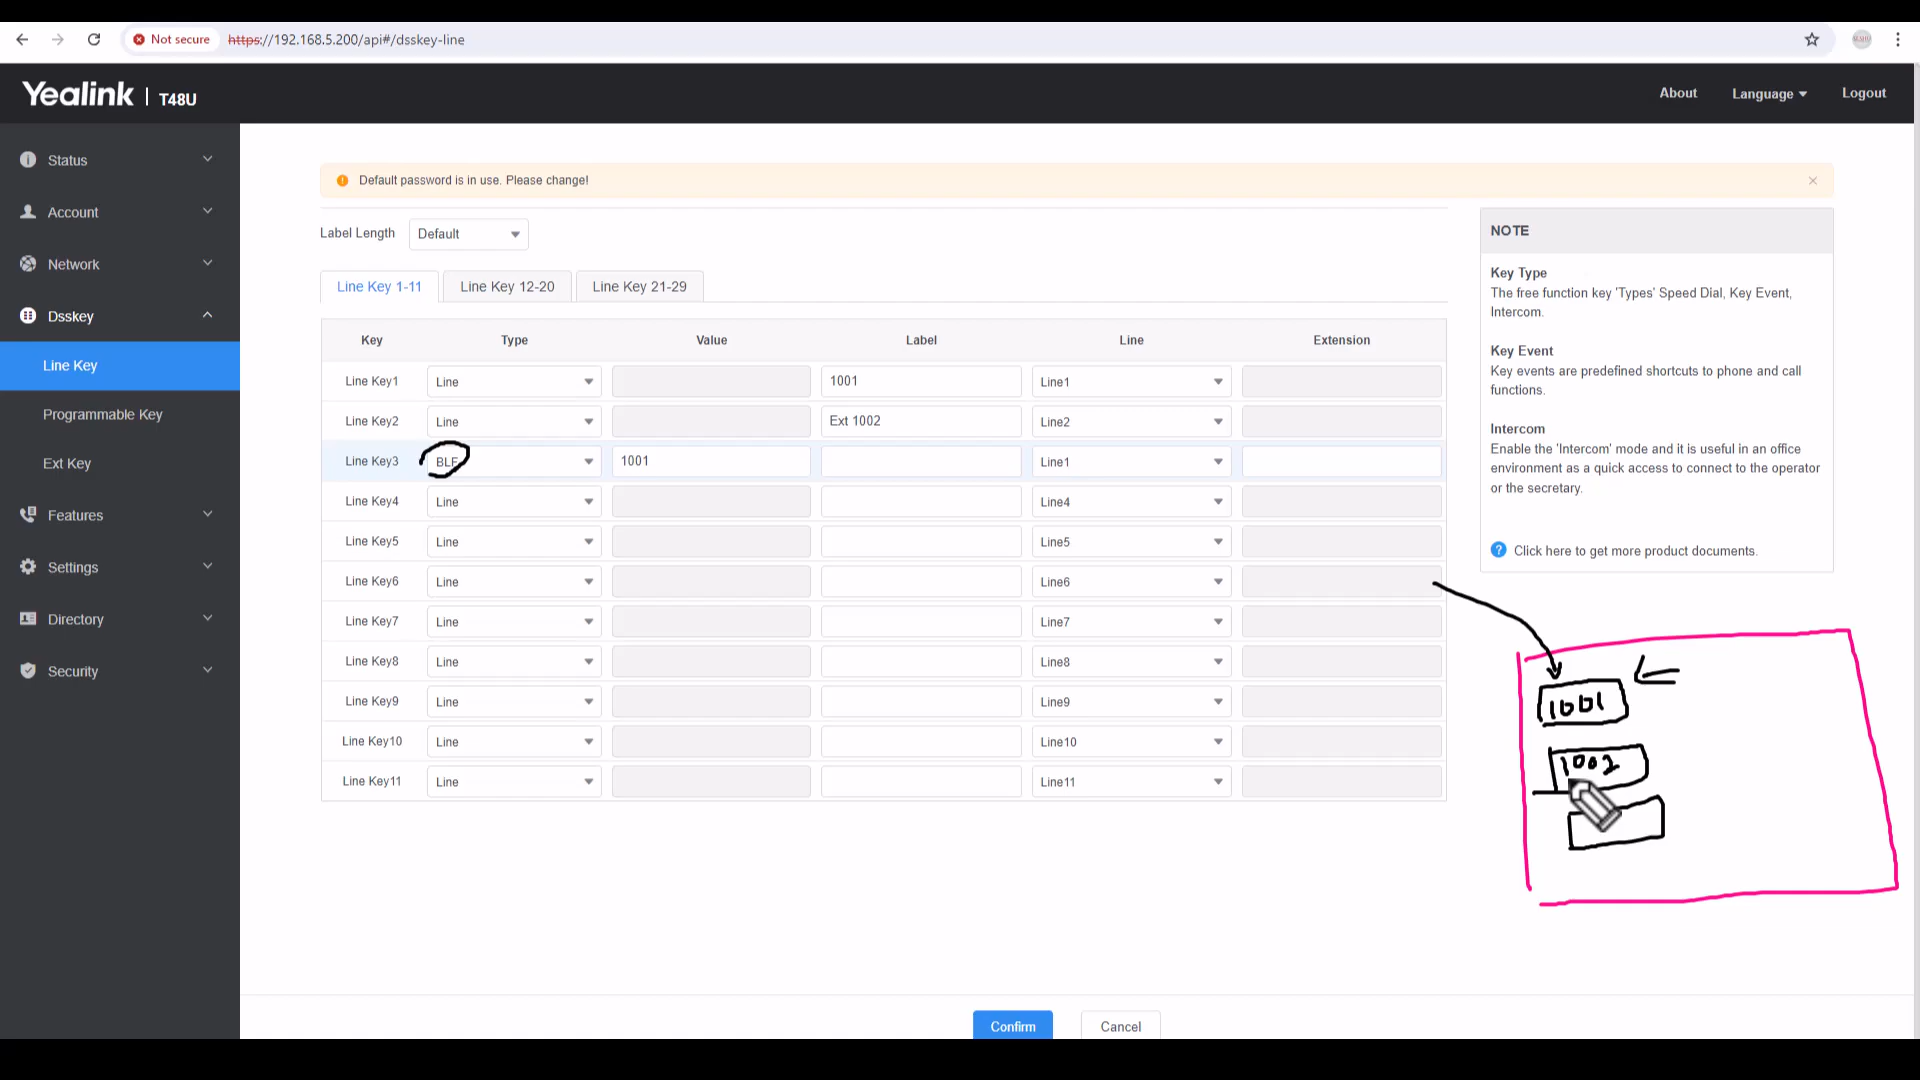 Not secure https://192.168.5.200/api#/dsskey-line
Yealink | T48U About Language Logout
Status
Account
Network
Dsskey
Line Key
Programmable Key
Ext Key
Features
Settings
Directory
Security
Default password is in use. Please change!
Label Length Default
Line Key 1-11 Line Key 12-20 Line Key 21-29
Key Type Value Label Line Extension
Line Key1 Line 1001 Line1
Line Key2 Line Ext 1002 Line2
Line Key3 BLF 1001 Line1
Line Key4 Line Line4
Line Key5 Line Line5
Line Key6 Line Line6
Line Key7 Line Line7
Line Key8 Line Line8
Line Key9 Line Line9
Line Key10 Line Line10
Line Key11 Line Line11
NOTE
Key Type
The free function key 'Types' Speed Dial, Key Event,
Intercom.
Key Event
Key events are predefined shortcuts to phone and call
functions.
Intercom
Enable the 'Intercom' mode and it is useful in an office
environment as a quick access to connect to the operator
or the secretary.
Click here to get more product documents.
1001
1002
Confirm Cancel